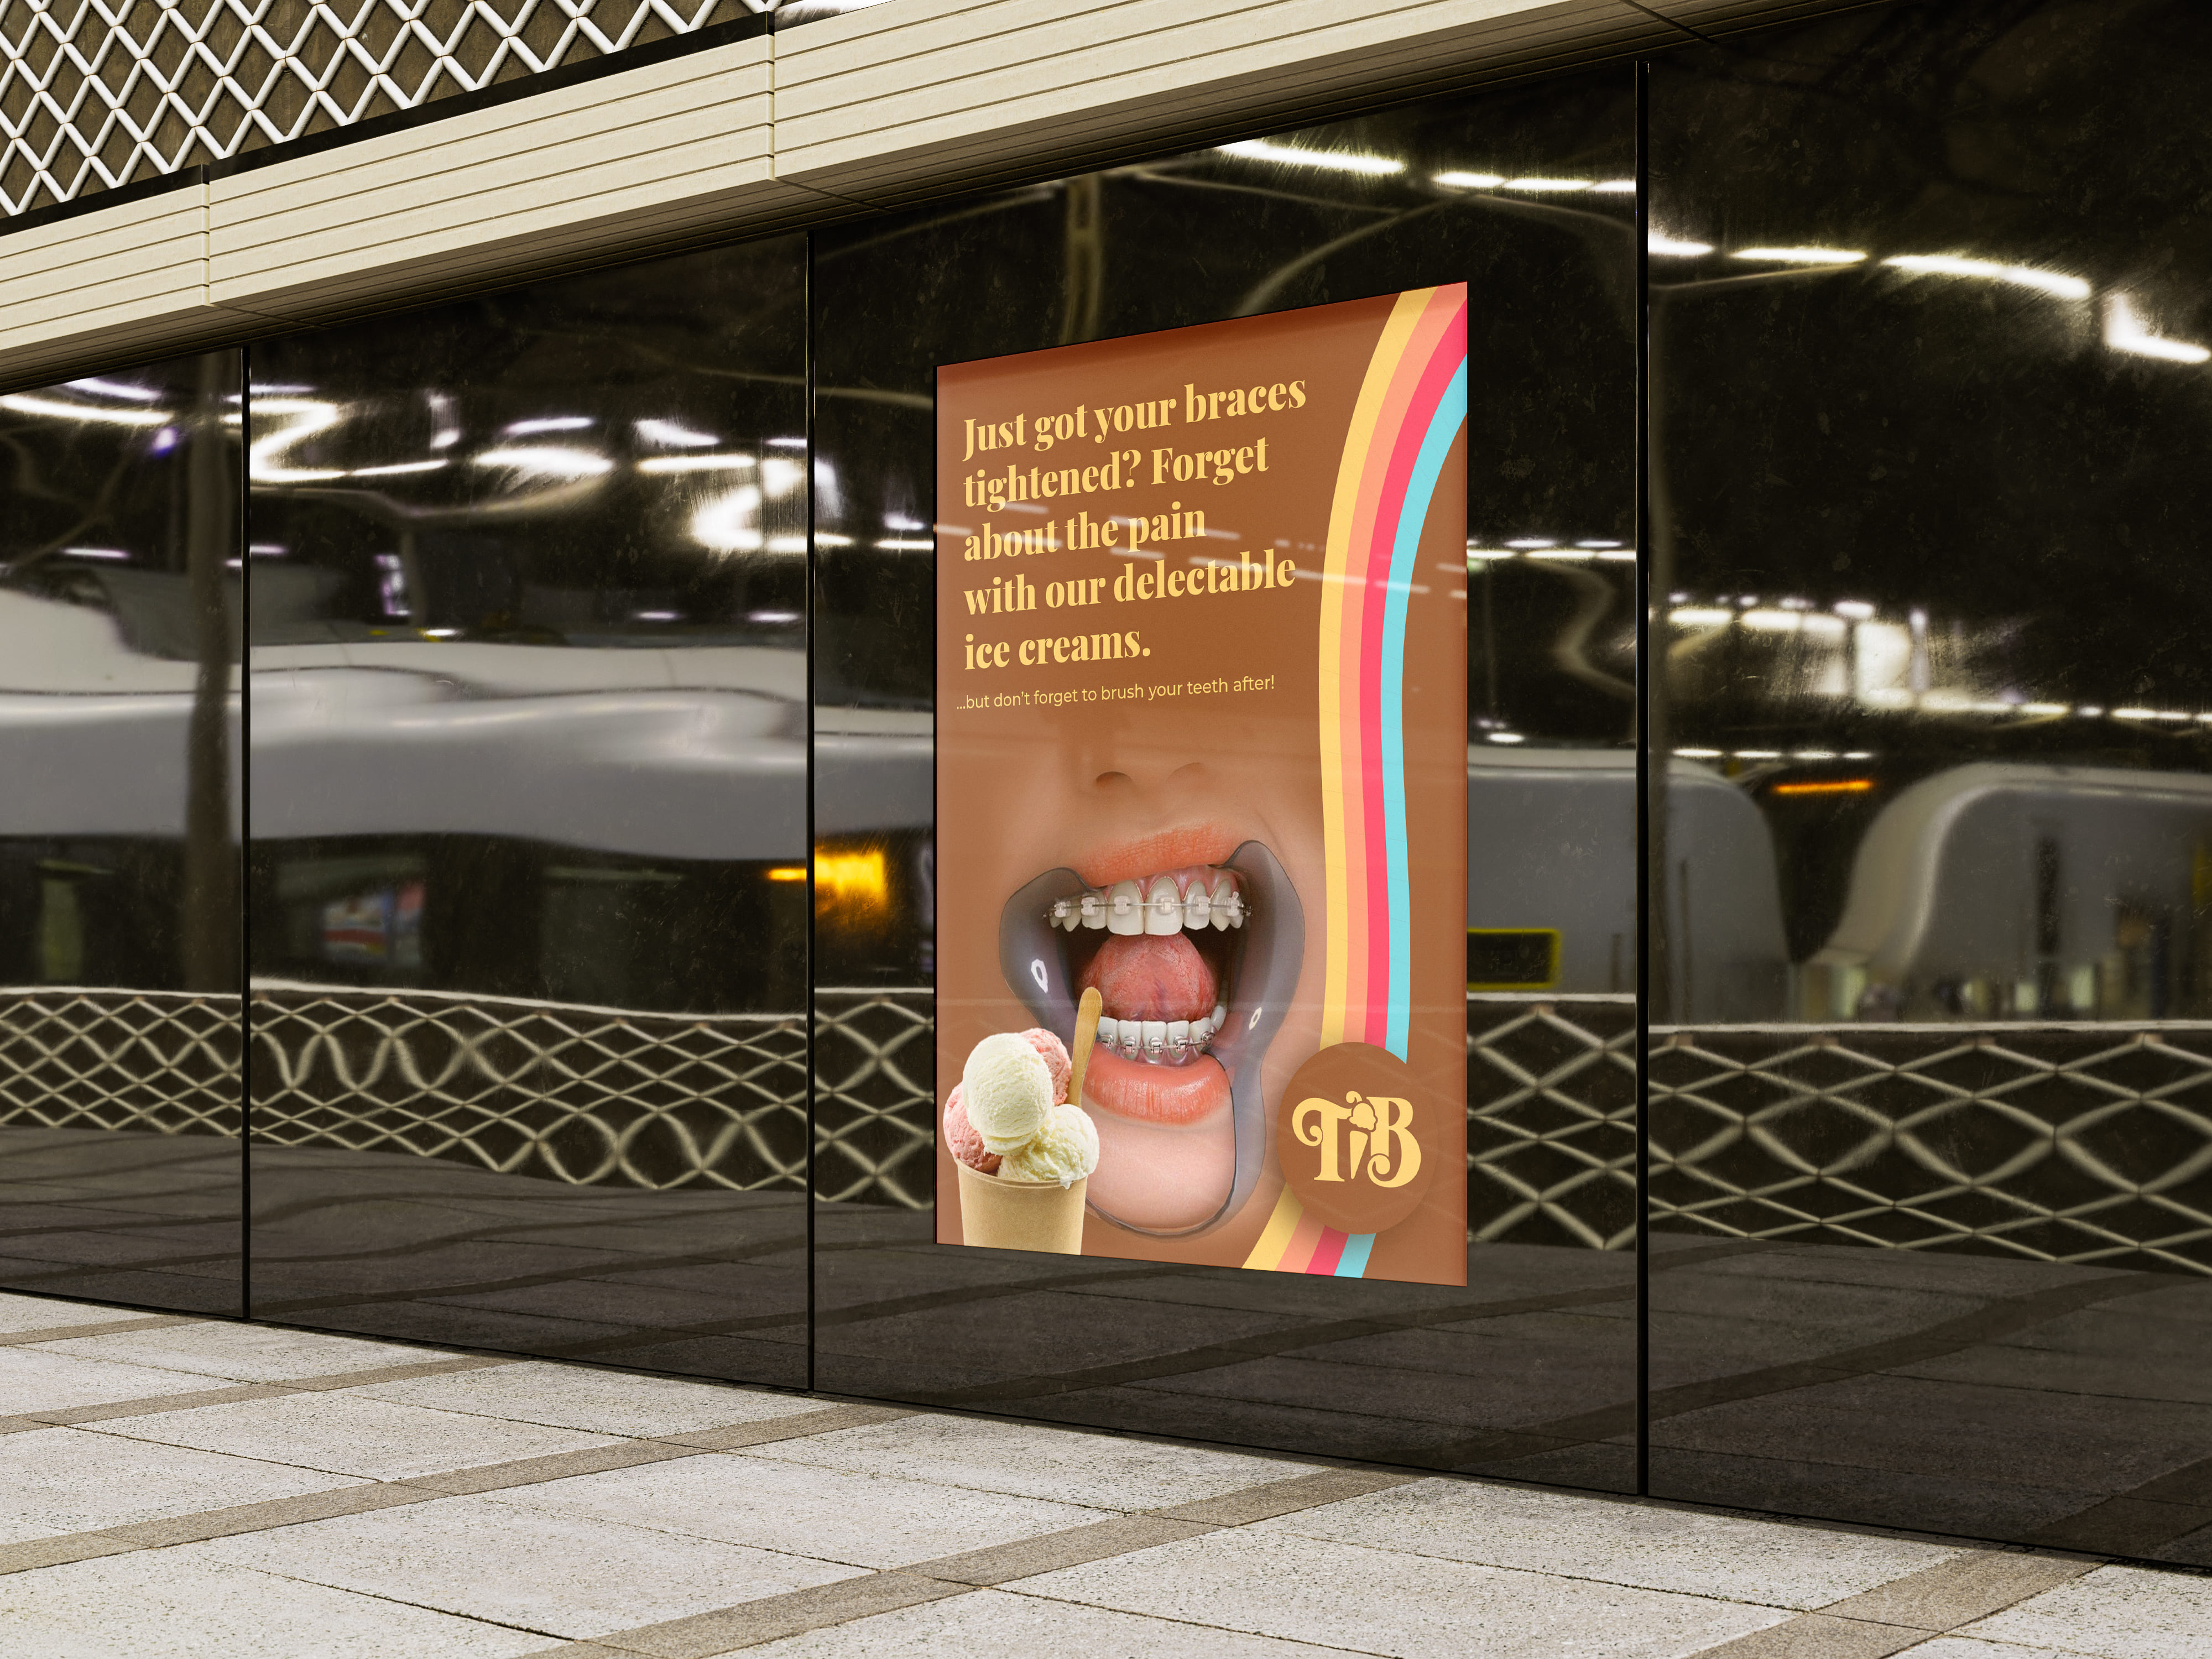 Just got your braces
tightened? Forget
about the pain
with our delectable
ice creams.
...but don't forget to brush your teeth after!
TiB